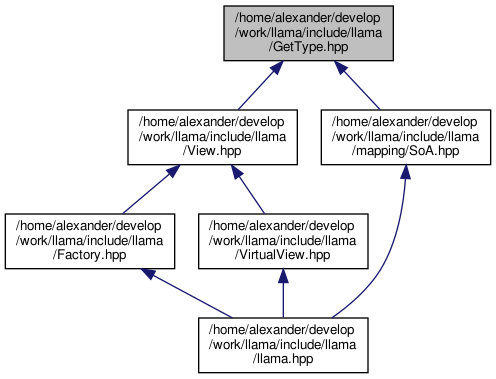 /home/alexander/develop
/work/llama/include/llama
/GetType.hpp
/home/alexander/develop
/work/llama/include/llama
/View.hpp
/home/alexander/develop
/work/llama/include/llama
/mapping/SoA.hpp
/home/alexander/develop
/work/llama/include/llama
/Factory.hpp
/home/alexander/develop
/work/llama/include/llama
/VirtualView.hpp
/home/alexander/develop
/work/llama/include/llama
/llama.hpp